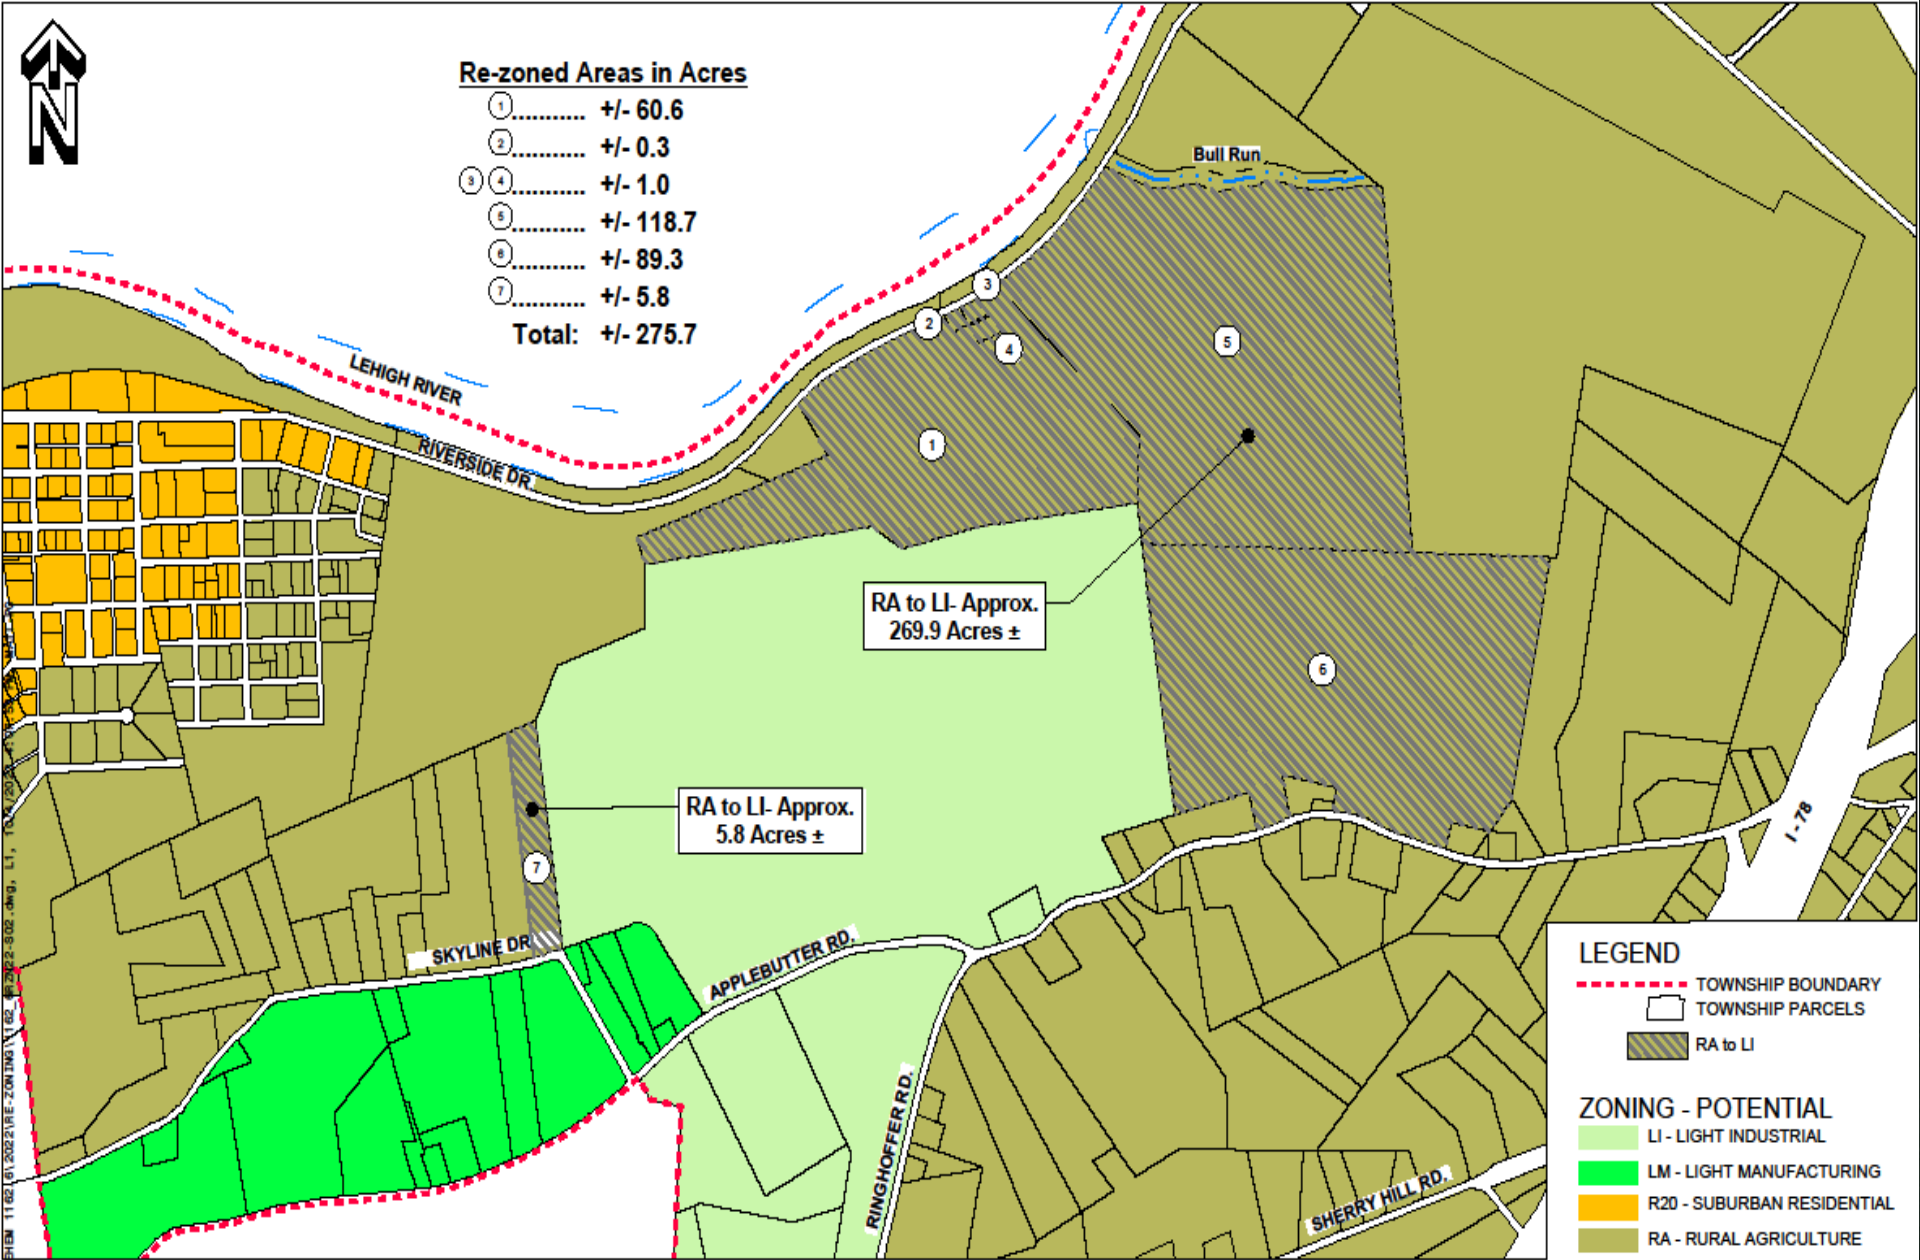 N
Re-zoned Areas in Acres
1........... +/- 60.6
2........... +/- 0.3
3 4........... +/- 1.0
5........... +/- 118.7
6........... +/- 89.3
7........... +/- 5.8
Total: +/- 275.7
Bull Run
LEHIGH RIVER
RIVERSIDE DR.
3
2
4
5
1
RA to LI- Approx.
269.9 Acres ±
6
RA to LI- Approx.
5.8 Acres ±
7
I - 78
SKYLINE DR
APPLEBUTTER RD.
RINGHOFFER RD.
SHERRY HILL RD.
LEGEND
TOWNSHIP BOUNDARY
TOWNSHIP PARCELS
RA to LI
ZONING - POTENTIAL
LI - LIGHT INDUSTRIAL
LM - LIGHT MANUFACTURING
R20 - SUBURBAN RESIDENTIAL
RA - RURAL AGRICULTURE